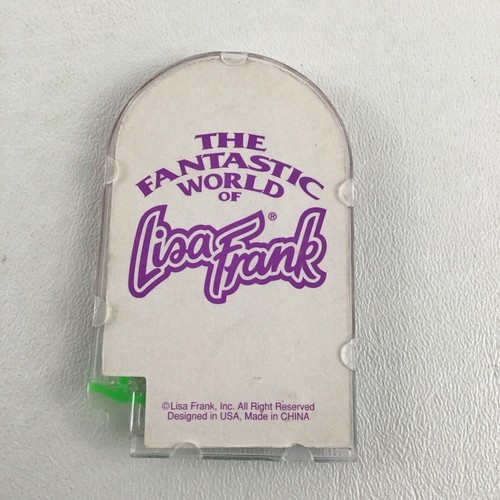 THE
FANTASTIC
WORLD
OF
Lisa Frank®
©Lisa Frank, Inc. All Right Reserved
Designed in USA, Made in CHINA